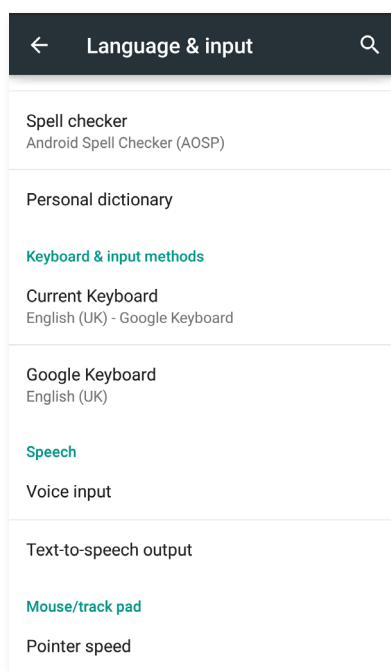 Language & input
Spell checker
Android Spell Checker (AOSP)
Personal dictionary
Keyboard & input methods
Current Keyboard
English (UK) - Google Keyboard
Google Keyboard
English (UK)
Speech
Voice input
Text-to-speech output
Mouse/track pad
Pointer speed